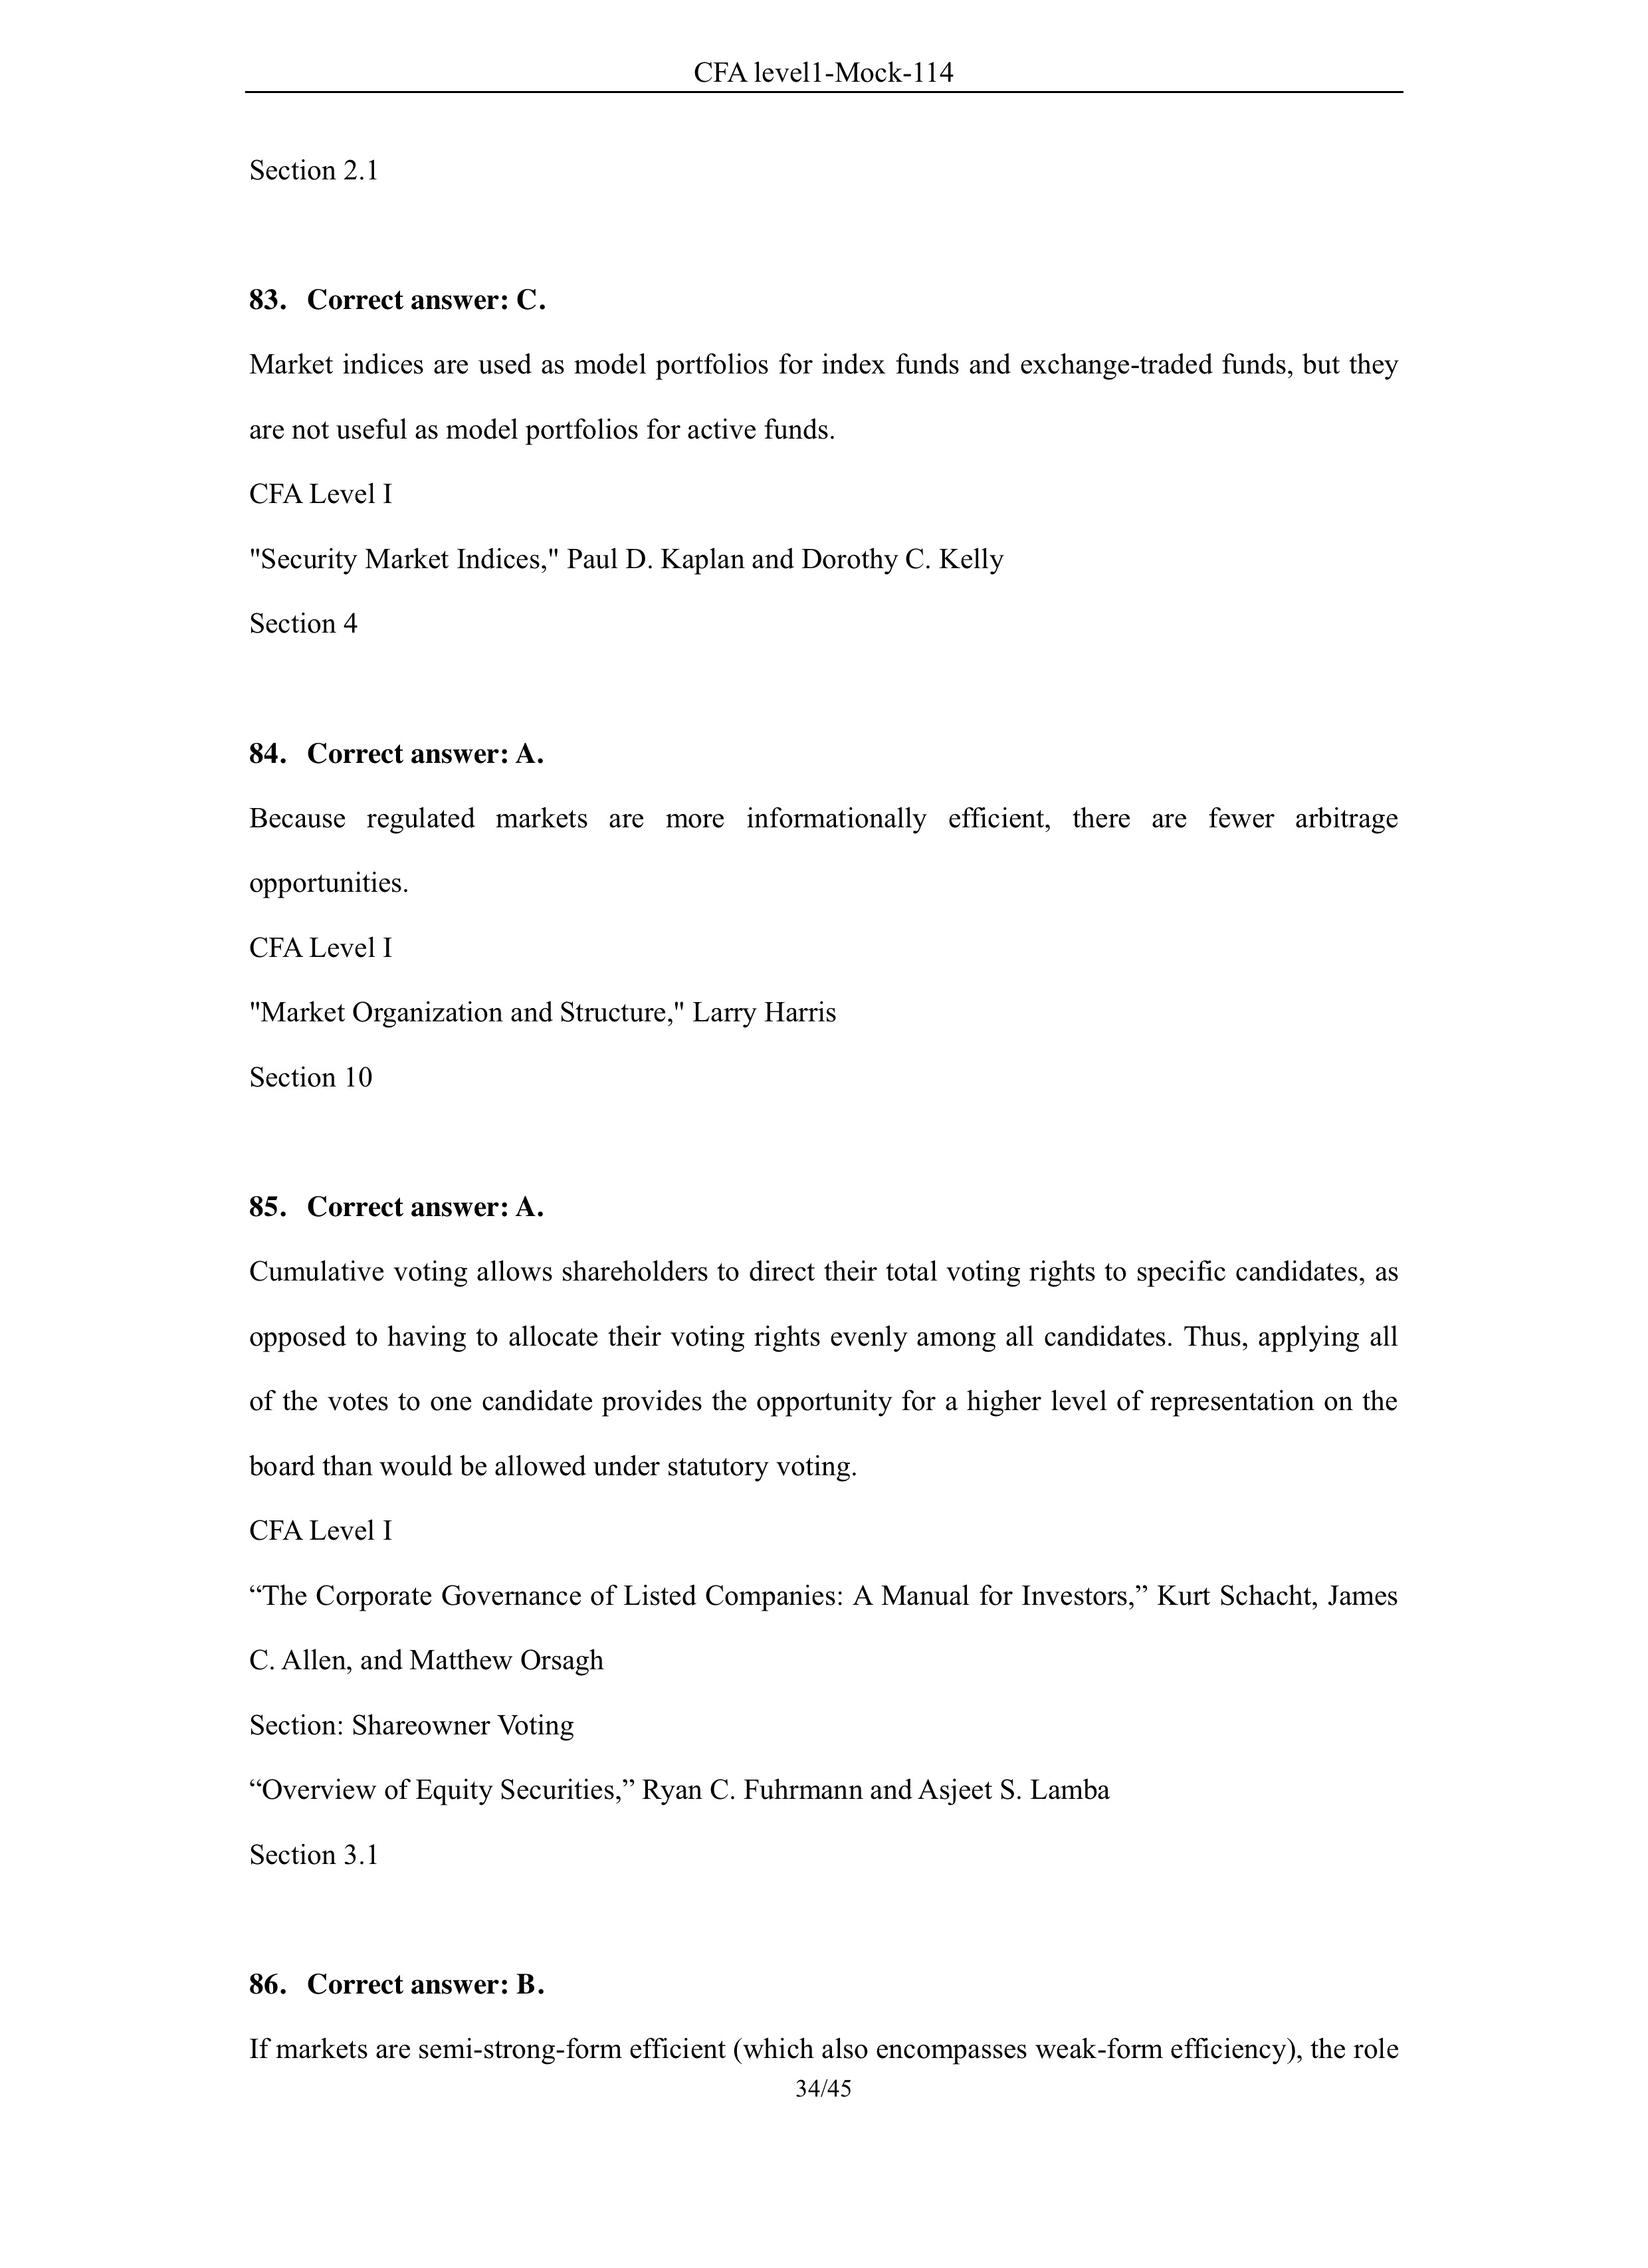 CFA level1-Mock-114
Section 2.1
83. Correct answer: C.
Market indices are used as model portfolios for index funds and exchange-traded funds, but they
are not useful as model portfolios for active funds.
CFA Level I
"Security Market Indices," Paul D. Kaplan and Dorothy C. Kelly
Section 4
84. Correct answer: A.
Because regulated markets are more informationally efficient, there are fewer arbitrage
opportunities.
CFA Level I
"Market Organization and Structure," Larry Harris
Section 10
85. Correct answer: A.
Cumulative voting allows shareholders to direct their total voting rights to specific candidates, as
opposed to having to allocate their voting rights evenly among all candidates. Thus, applying all
of the votes to one candidate provides the opportunity for a higher level of representation on the
board than would be allowed under statutory voting.
CFA Level I
“The Corporate Governance of Listed Companies: A Manual for Investors,” Kurt Schacht, James
C. Allen, and Matthew Orsagh
Section: Shareowner Voting
“Overview of Equity Securities,” Ryan C. Fuhrmann and Asjeet S. Lamba
Section 3.1
86. Correct answer: B.
If markets are semi-strong-form efficient (which also encompasses weak-form efficiency), the role
34/45